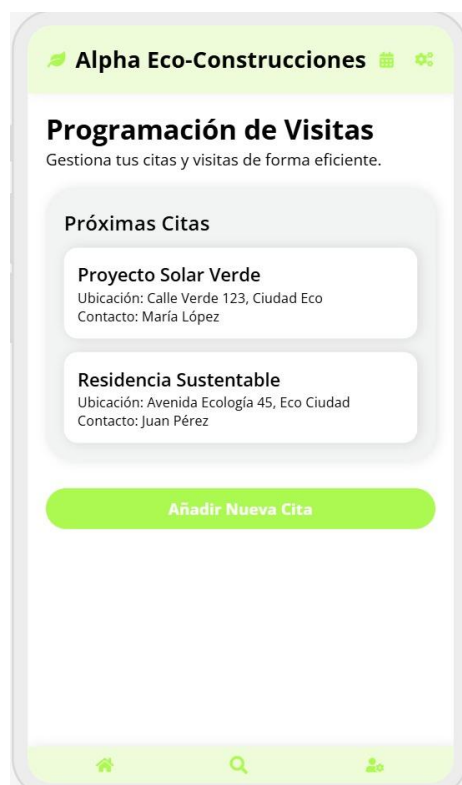 Alpha Eco-Construcciones
Programación de Visitas
Gestiona tus citas y visitas de forma eficiente.
Próximas Citas
Proyecto Solar Verde
Ubicación: Calle Verde 123, Ciudad Eco
Contacto: María López
Residencia Sustentable
Ubicación: Avenida Ecología 45, Eco Ciudad
Contacto: Juan Pérez
Añadir Nueva Cita